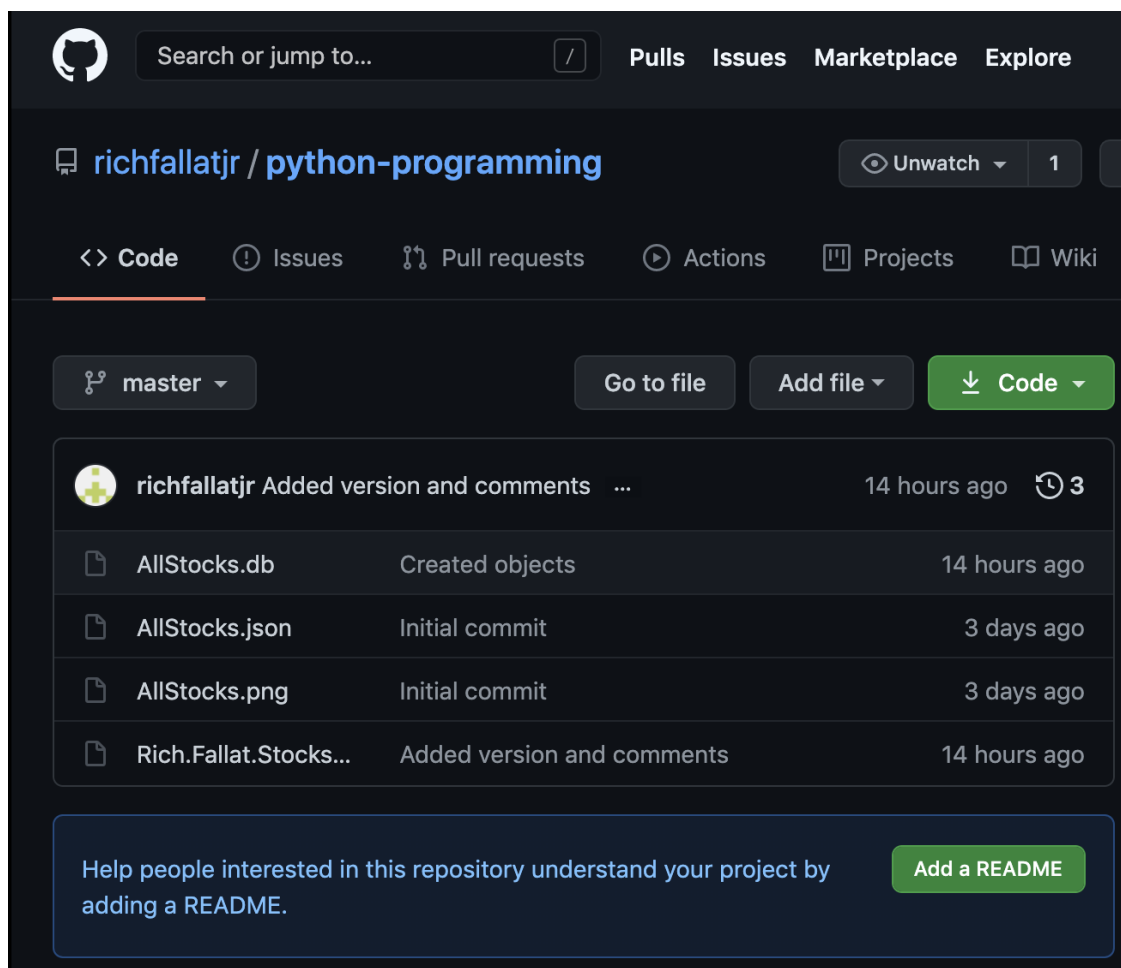 Search or jump to... / Pulls Issues Marketplace Explore
richfallatjr / python-programming Unwatch 1
<> Code Issues Pull requests Actions Projects Wiki
master Go to file Add file Code
richfallatjr Added version and comments ... 14 hours ago 3
AllStocks.db Created objects 14 hours ago
AllStocks.json Initial commit 3 days ago
AllStocks.png Initial commit 3 days ago
Rich.Fallat.Stocks... Added version and comments 14 hours ago
Help people interested in this repository understand your project by Add a README
adding a README.